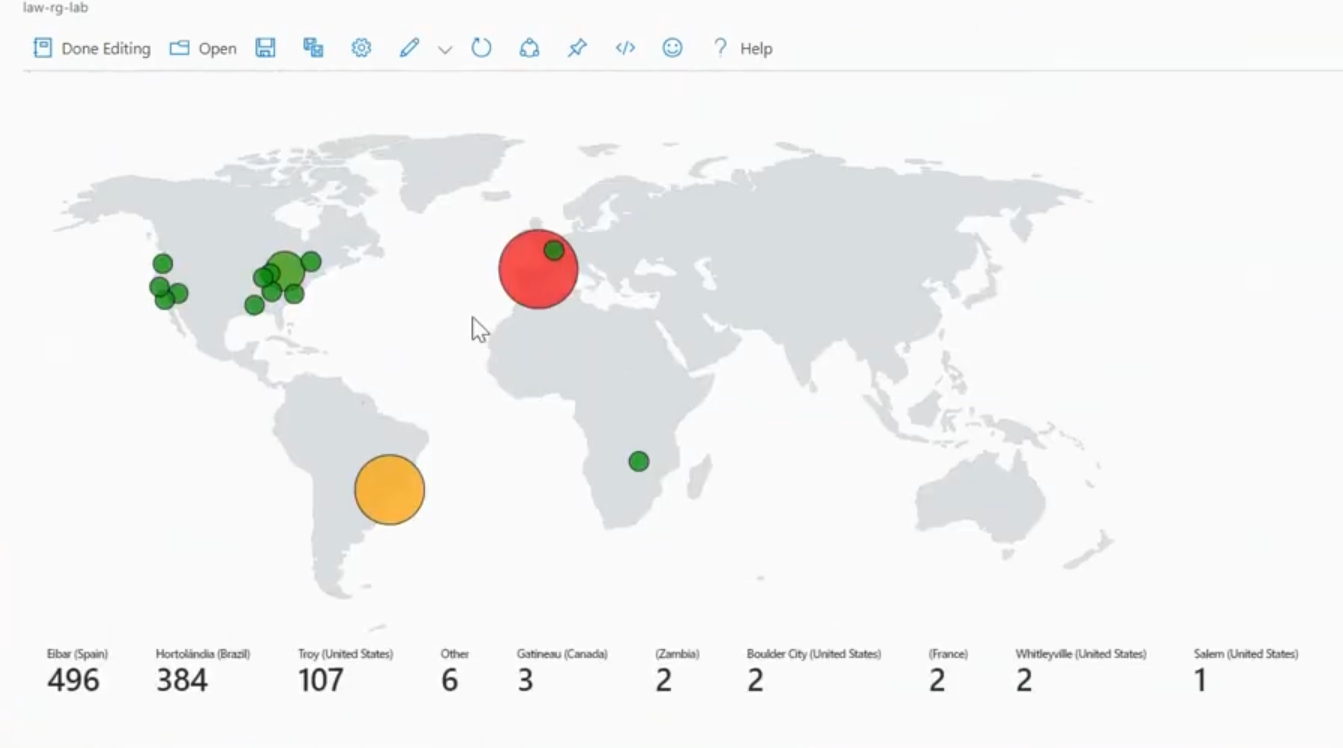 law-rg-lab
Done Editing Open Help
Eibar (Spain) Hortolândia (Brazil) Troy (United States) Other Gatineau (Canada) (Zambia) Boulder City (United States) (France) Whitleyville (United States) Salem (United States)
496 384 107 6 3 2 2 2 2 1